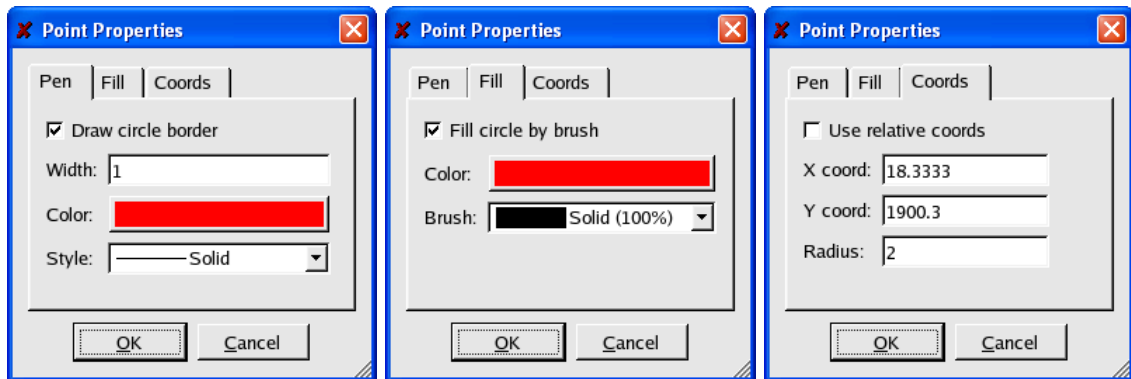 Point Properties
Pen Fill Coords
Draw circle border
Width: 1
Color:
Style: Solid
OK Cancel
Point Properties
Pen Fill Coords
Fill circle by brush
Color:
Brush: Solid (100%)
OK Cancel
Point Properties
Pen Fill Coords
Use relative coords
X coord: 18.3333
Y coord: 1900.3
Radius: 2
OK Cancel